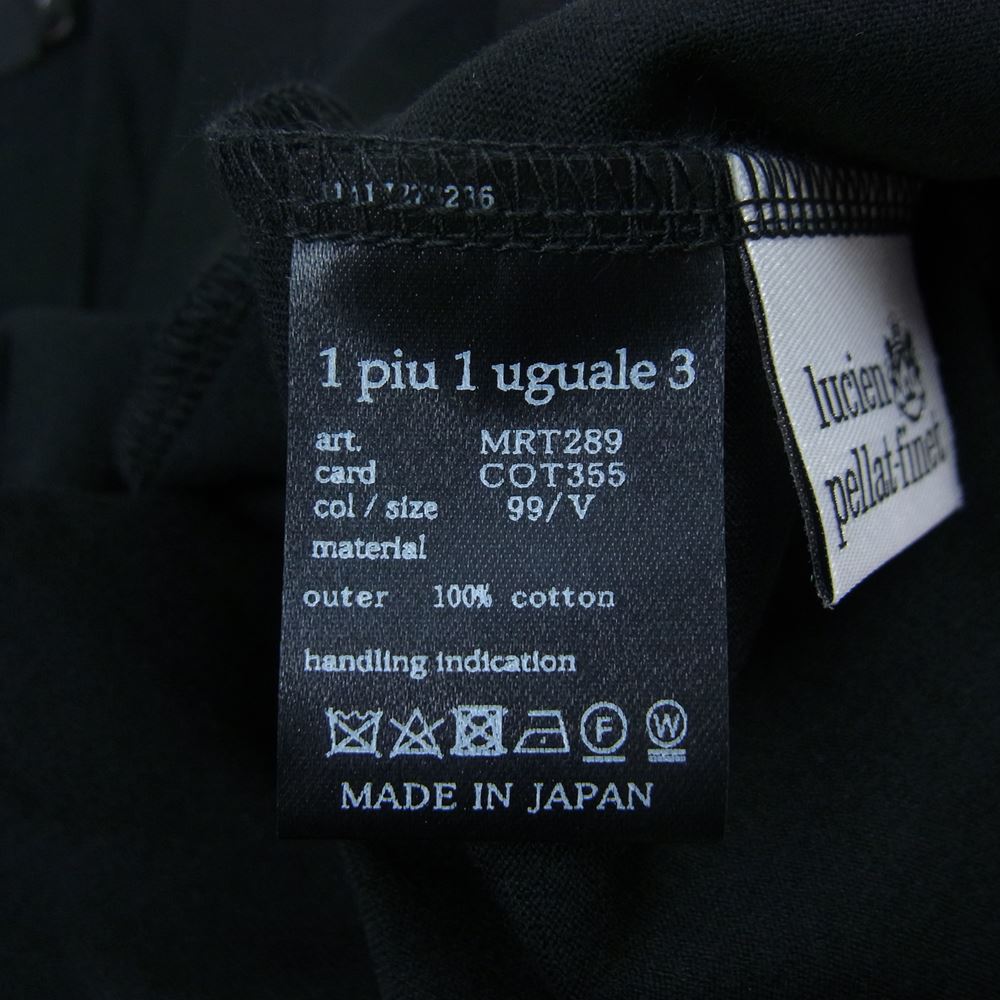 1 piu 1 uguale 3
art. MRT289
card COT355
col / size 99/V
material
outer 100% cotton
handling indication
F W
MADE IN JAPAN
lucien
pellat-finet